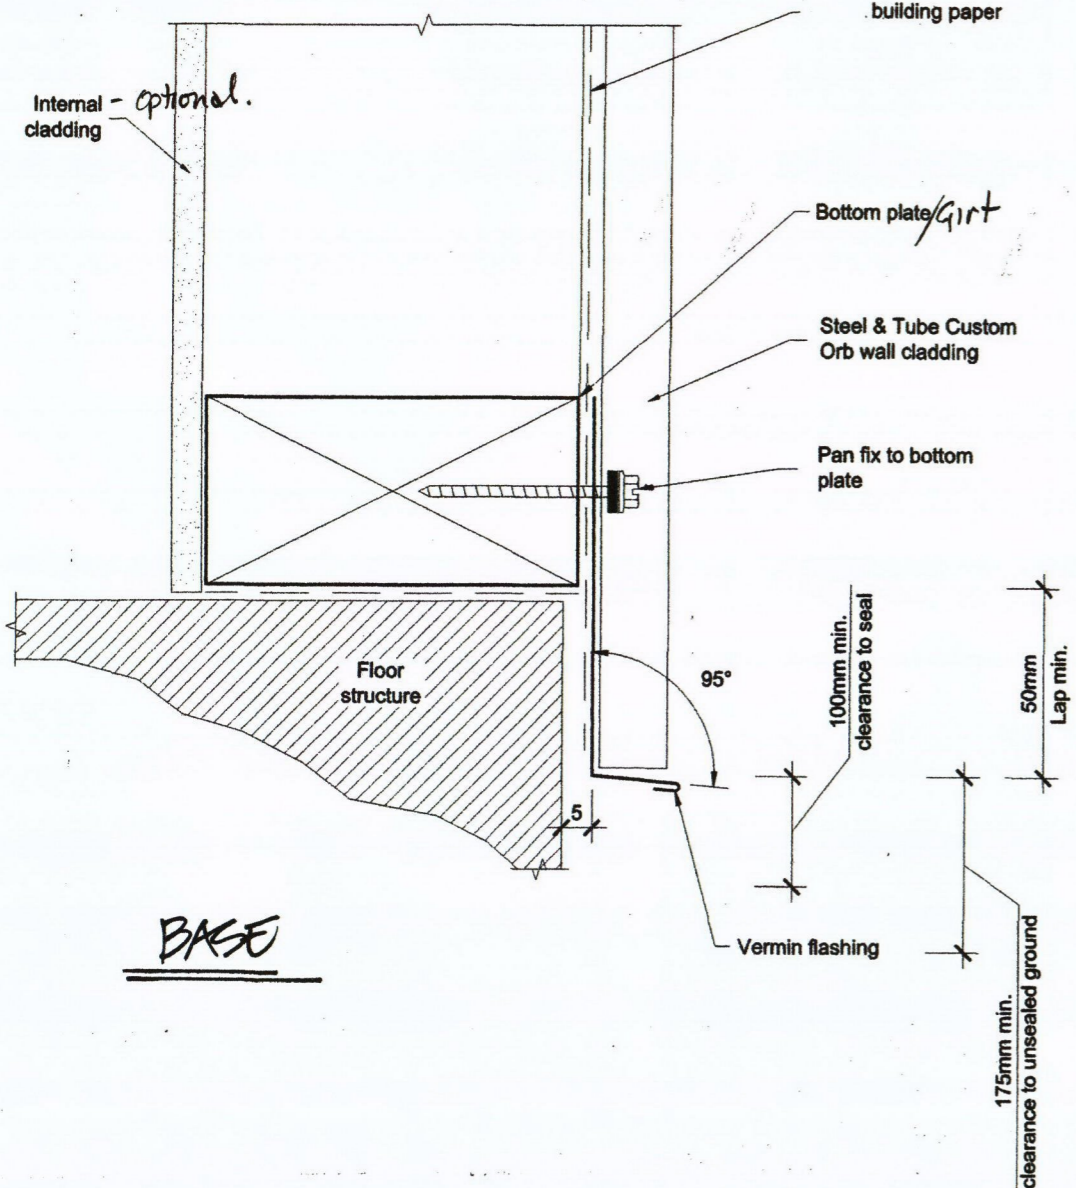 building paper
Internal - optional.
cladding
Bottom plate/Girt
Steel & Tube Custom
Orb wall cladding
Pan fix to bottom
plate
Floor
structure
95°
100mm min.
clearance to seal
50mm
Lap min.
5
BASE
Vermin flashing
175mm min.
clearance to unsealed ground